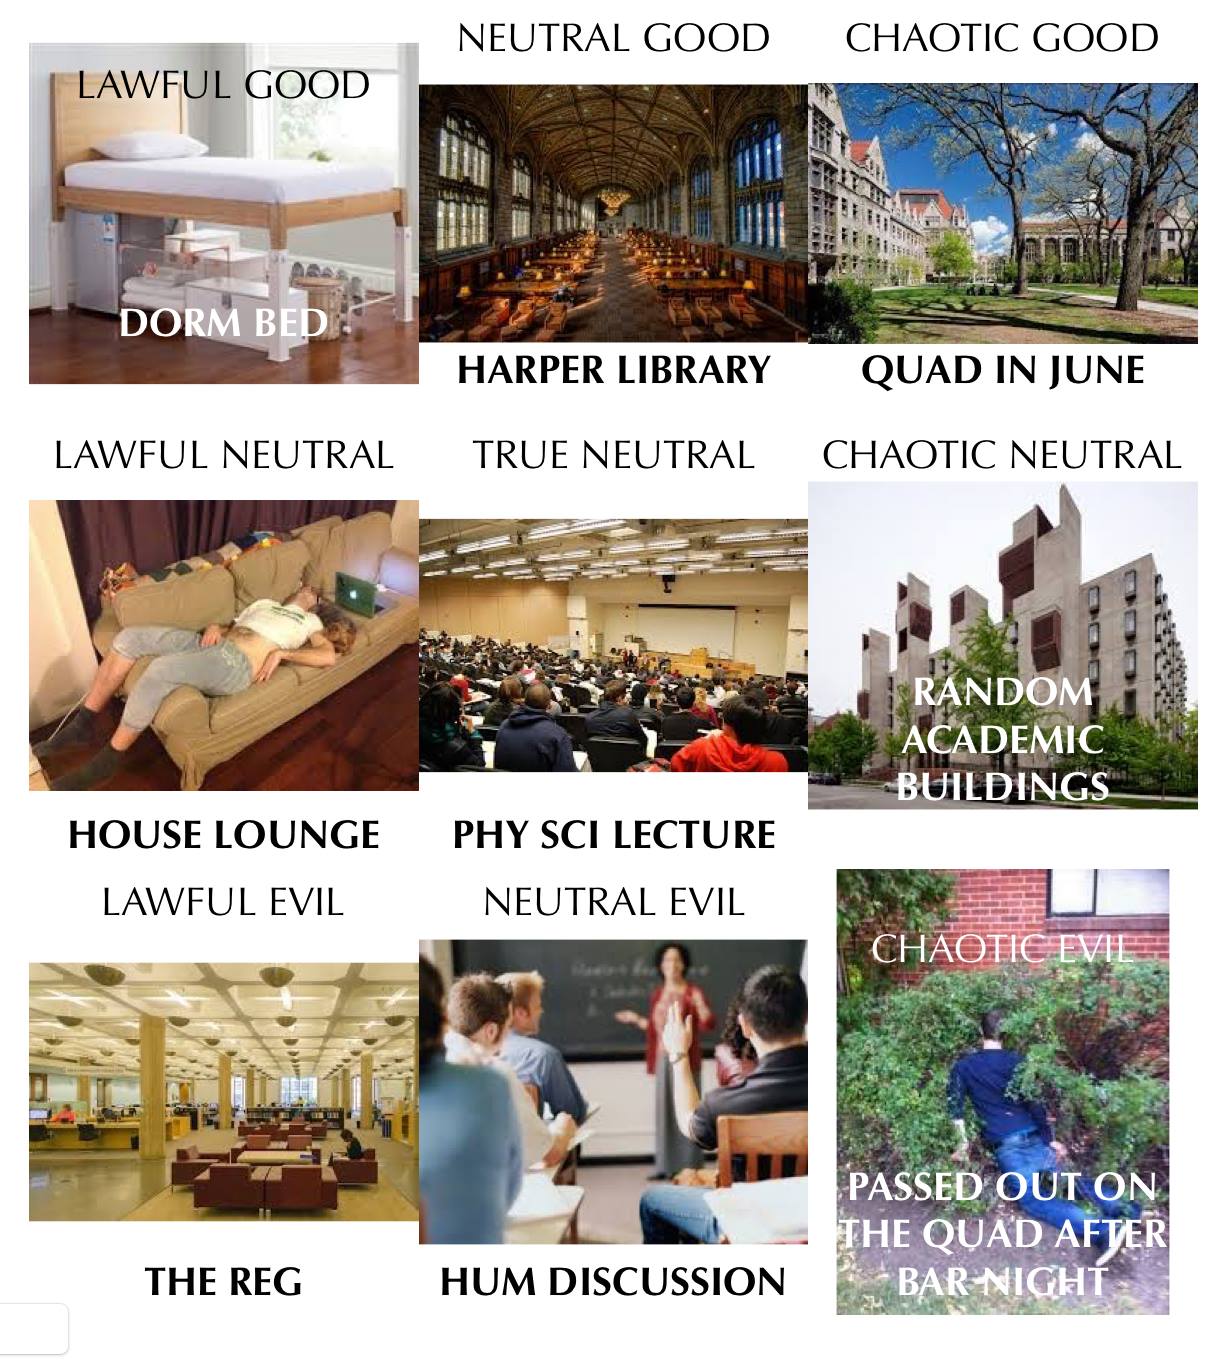 LAWFUL GOOD
NEUTRAL GOOD
CHAOTIC GOOD
DORM BED
HARPER LIBRARY
QUAD IN JUNE
LAWFUL NEUTRAL
TRUE NEUTRAL
CHAOTIC NEUTRAL
HOUSE LOUNGE
PHY SCI LECTURE
RANDOM
ACADEMIC
BUILDINGS
LAWFUL EVIL
NEUTRAL EVIL
CHAOTIC EVIL
THE REG
HUM DISCUSSION
PASSED OUT ON
THE QUAD AFTER
BAR NIGHT